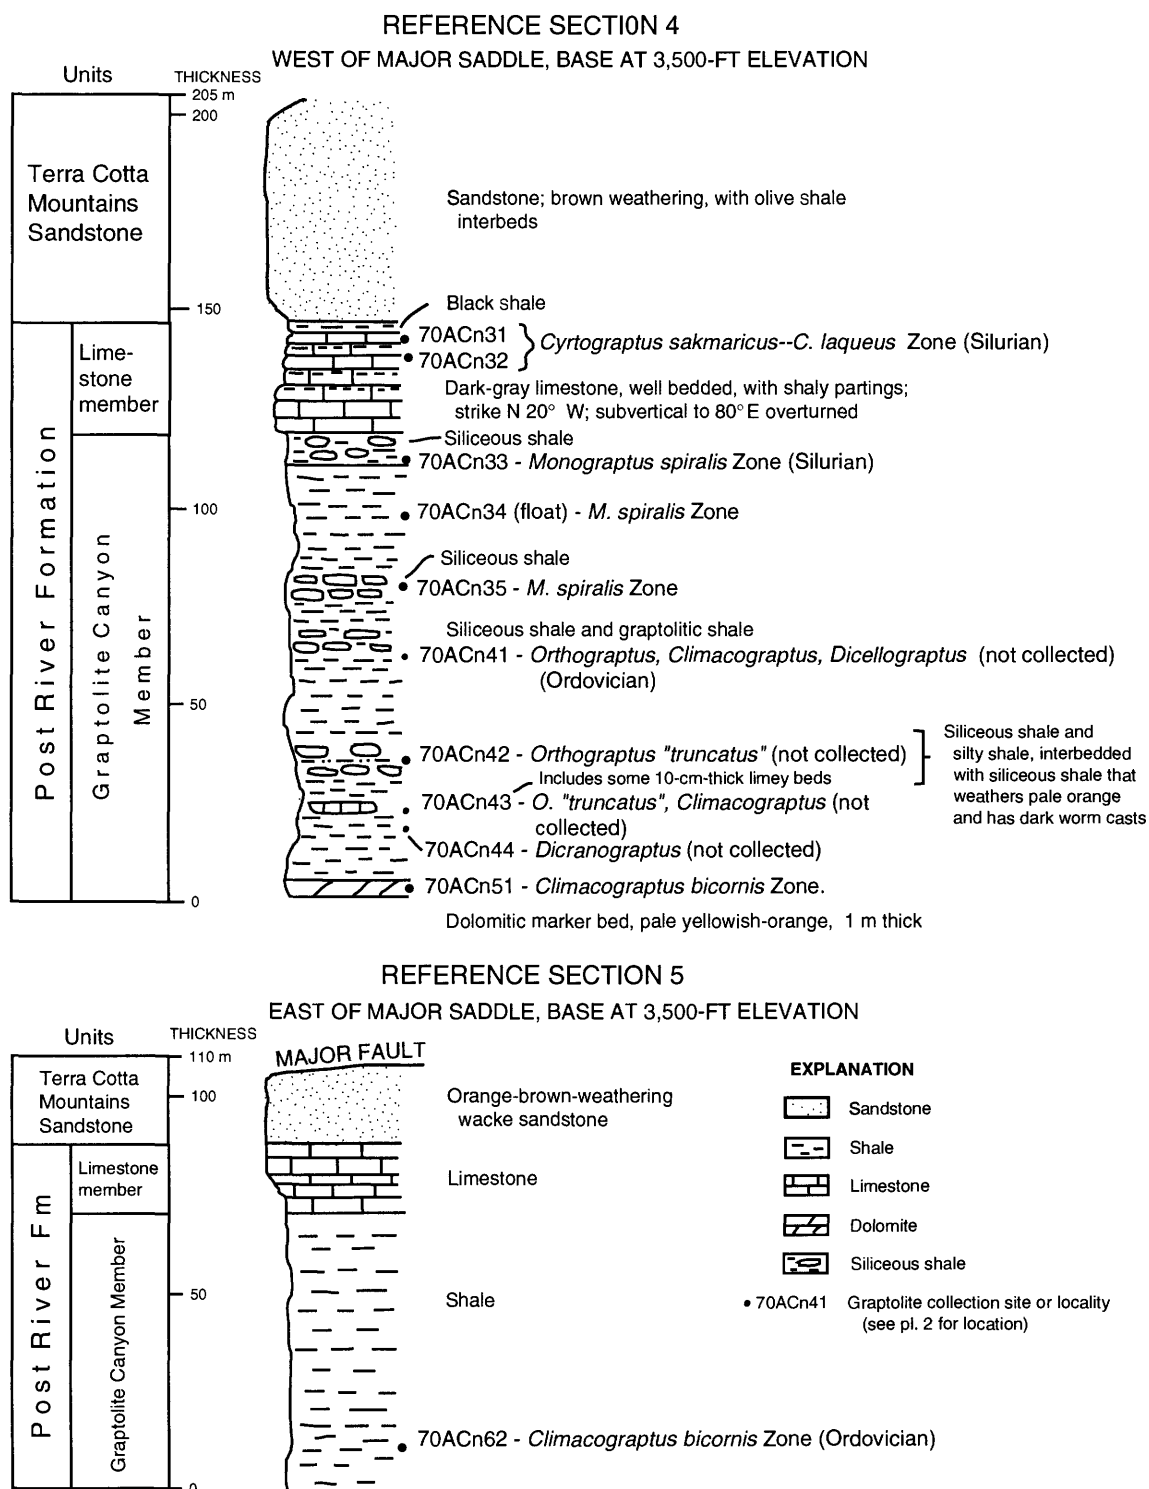 REFERENCE SECTION 4
WEST OF MAJOR SADDLE, BASE AT 3,500-FT ELEVATION
Units
THICKNESS
205 m
200
Terra Cotta
Mountains
Sandstone
Sandstone; brown weathering, with olive shale
interbeds
150
Black shale
70ACn31
70ACn32
Cyrtograptus sakmaricus--C. laqueus Zone (Silurian)
Lime-
stone
member
Dark-gray limestone, well bedded, with shaly partings;
strike N 20° W; subvertical to 80° E overturned
Siliceous shale
70ACn33 - Monograptus spiralis Zone (Silurian)
100
70ACn34 (float) - M. spiralis Zone
Siliceous shale
70ACn35 - M. spiralis Zone
Post River Formation
Graptolite Canyon
Member
Siliceous shale and graptolitic shale
70ACn41 - Orthograptus, Climacograptus, Dicellograptus (not collected)
(Ordovician)
50
70ACn42 - Orthograptus "truncatus" (not collected)
Includes some 10-cm-thick limey beds
Siliceous shale and
silty shale, interbedded
with siliceous shale that
weathers pale orange
and has dark worm casts
70ACn43 - O. "truncatus", Climacograptus (not
collected)
70ACn44 - Dicranograptus (not collected)
70ACn51 - Climacograptus bicornis Zone.
0
Dolomitic marker bed, pale yellowish-orange, 1 m thick
REFERENCE SECTION 5
EAST OF MAJOR SADDLE, BASE AT 3,500-FT ELEVATION
Units
THICKNESS
110 m
MAJOR FAULT
Terra Cotta
Mountains
Sandstone
100
Orange-brown-weathering
wacke sandstone
Limestone
member
Limestone
Post River Fm
Graptolite Canyon Member
50
Shale
70ACn62 - Climacograptus bicornis Zone (Ordovician)
0
EXPLANATION
Sandstone
Shale
Limestone
Dolomite
Siliceous shale
70ACn41 Graptolite collection site or locality
(see pl. 2 for location)